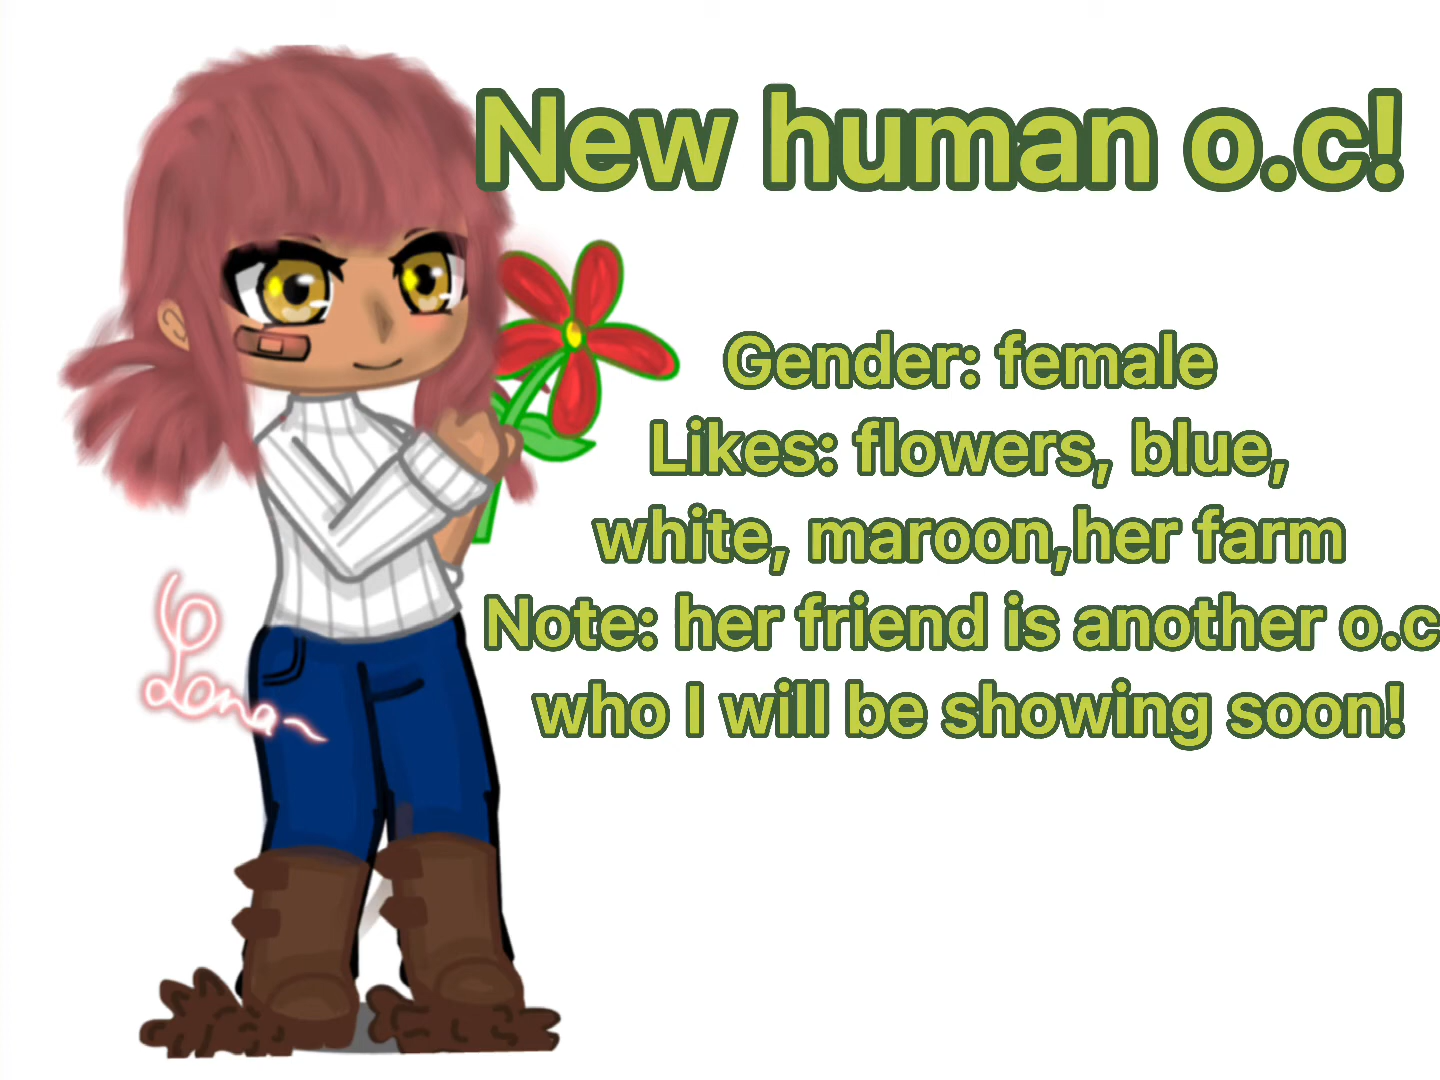 New human o.c!
Gender: female
Likes: flowers, blue,
white, maroon,her farm
Note: her friend is another o.c
who I will be showing soon!
Lona~